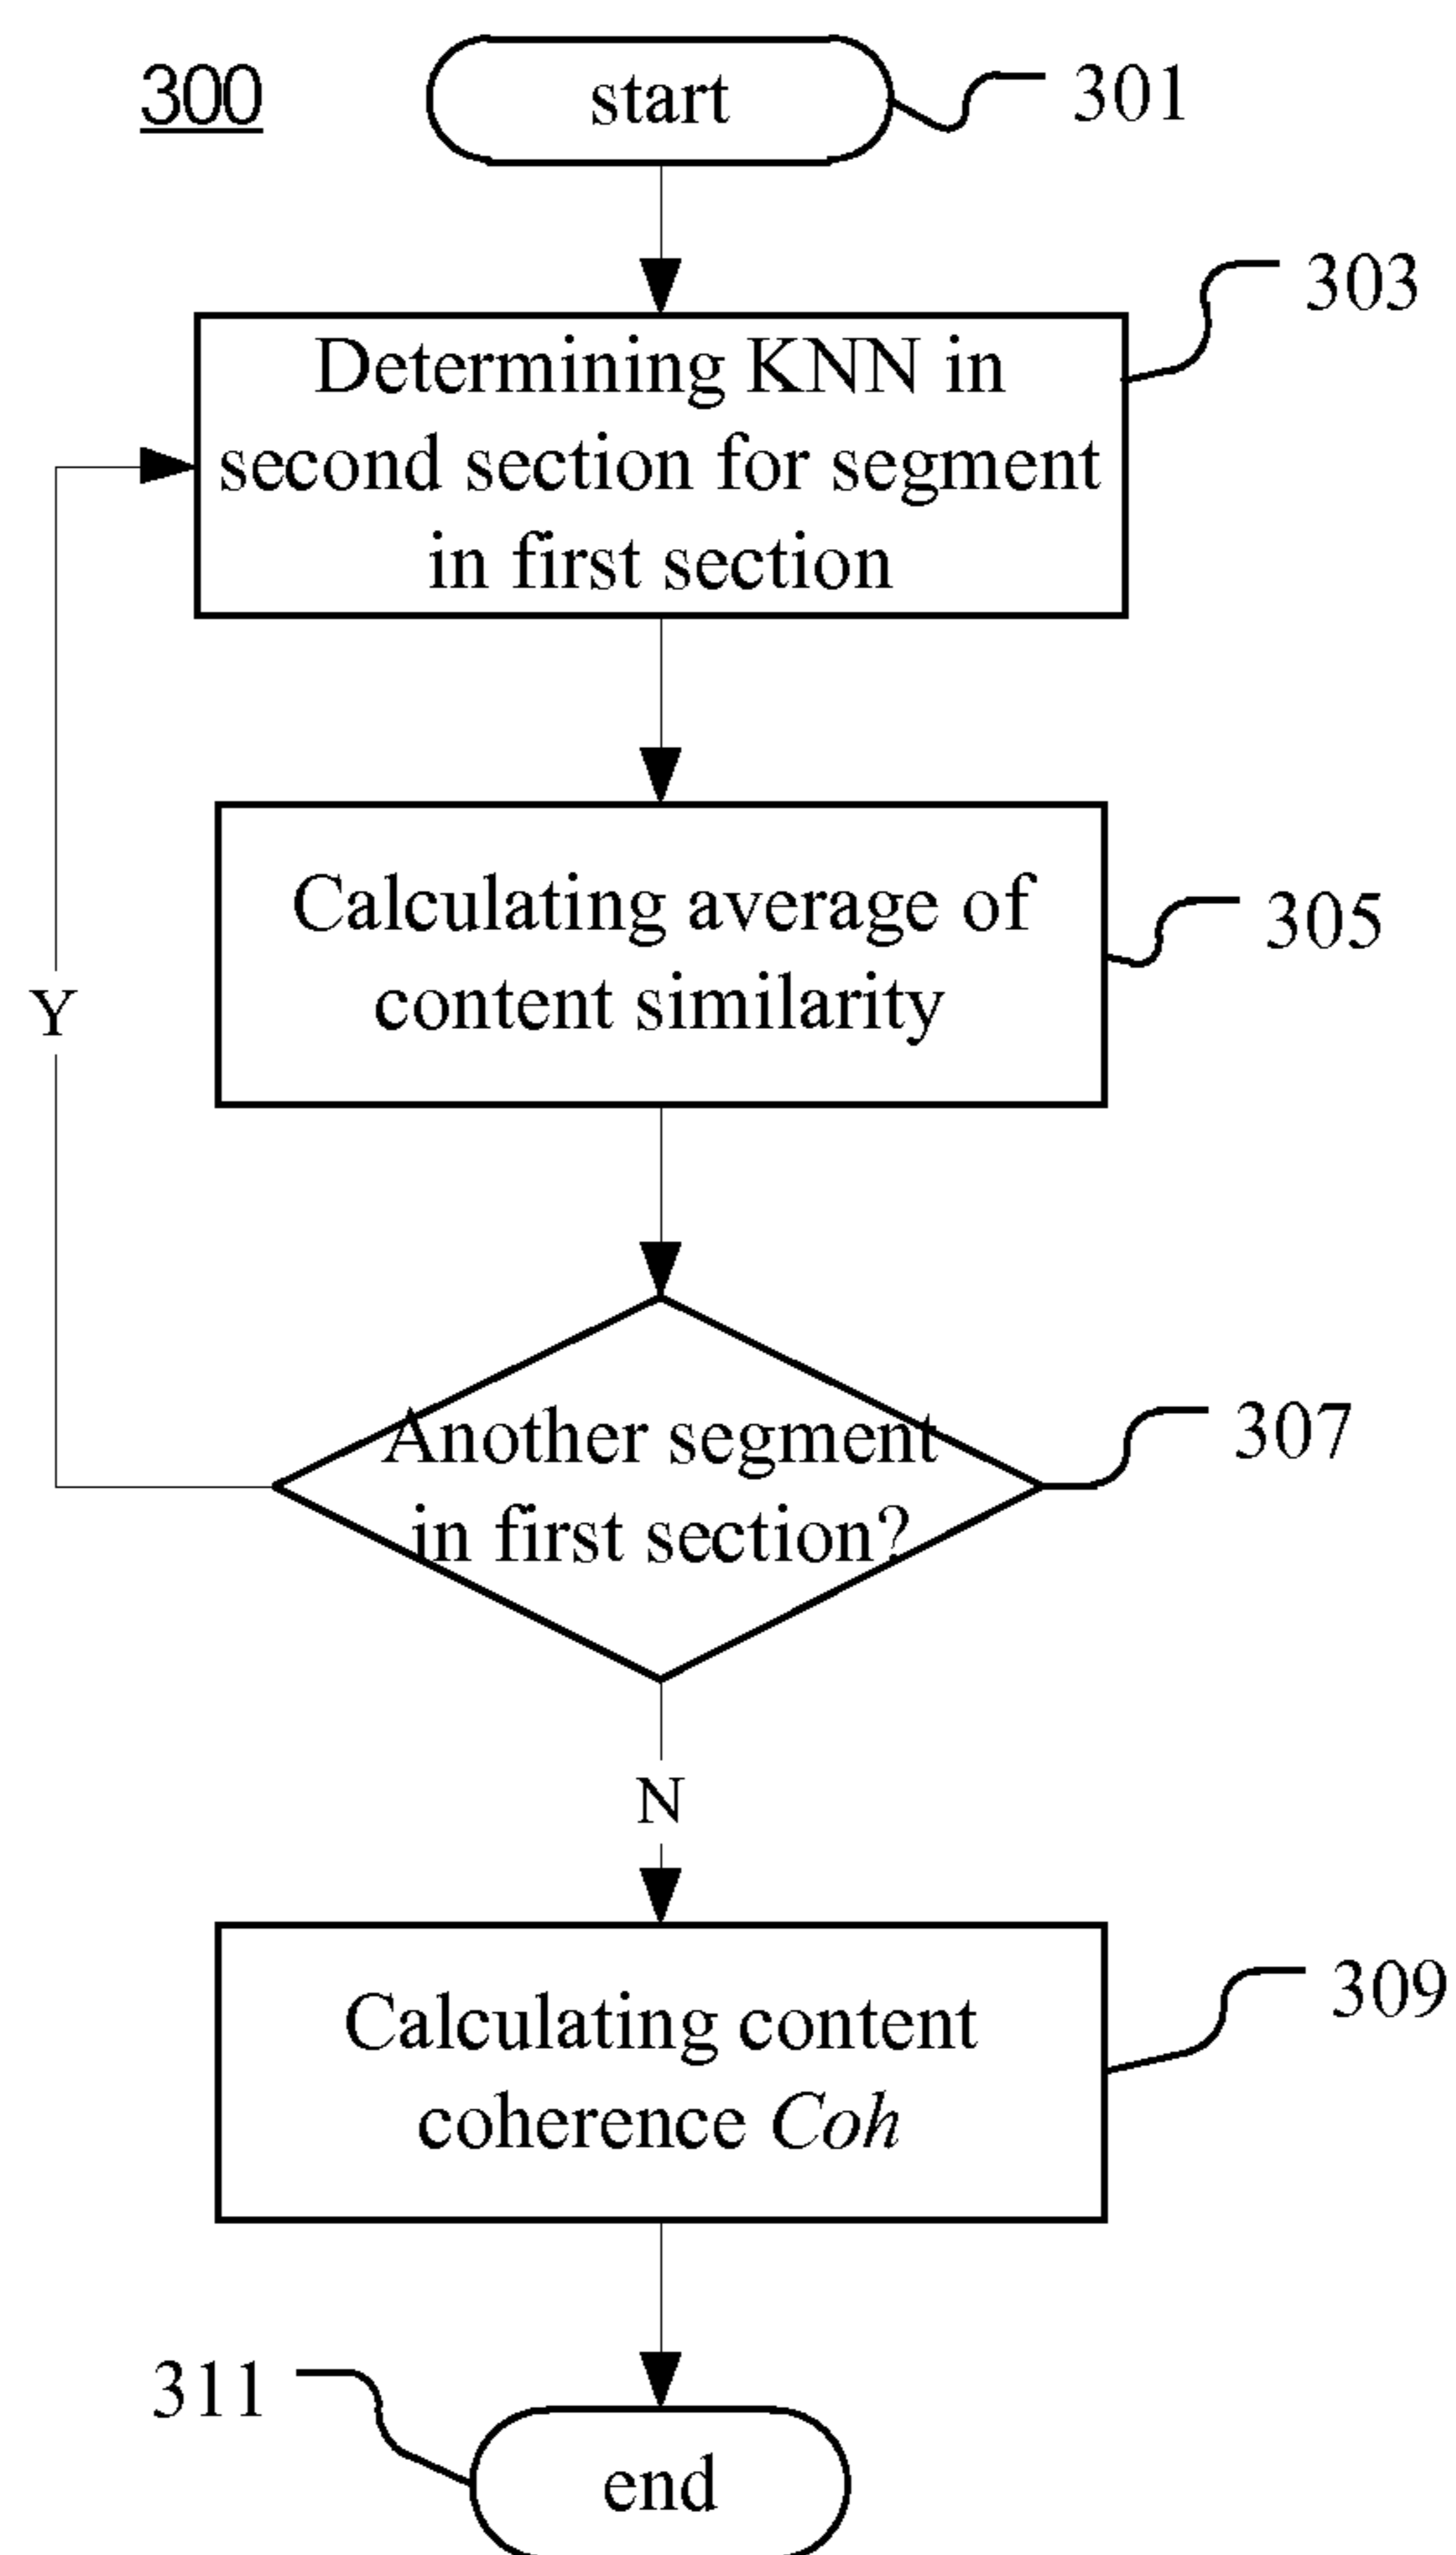 300
start
301
303
Determining KNN in
second section for segment
in first section
Calculating average of
content similarity
305
Y
Another segment
in first section?
307
N
Calculating content
coherence Coh
309
311
end